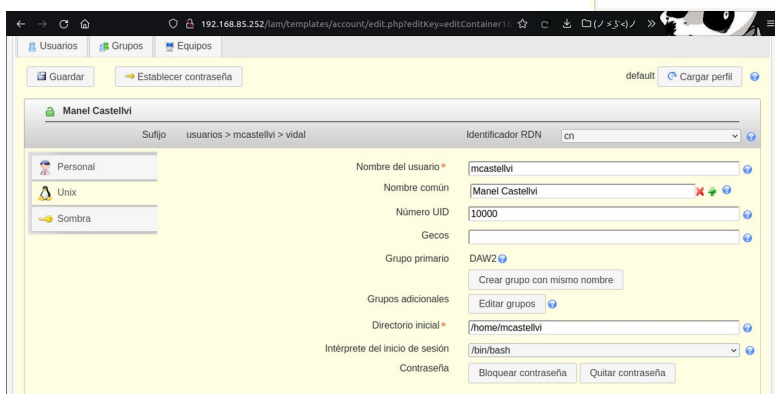 192.168.85.252/lam/templates/account/edit.php?editKey=editContainer1
Usuarios Grupos Equipos
Guardar Establecer contraseña default Cargar perfil
Manel Castellvi
Sufijo usuarios > mcastellvi > vidal Identificador RDN cn
Personal
Unix
Sombra
Nombre del usuario* mcastellvi
Nombre común Manel Castellvi
Número UID 10000
Gecos
Grupo primario DAW2
Crear grupo con mismo nombre
Grupos adicionales Editar grupos
Directorio inicial* /home/mcastellvi
Intérprete del inicio de sesión /bin/bash
Contraseña Bloquear contraseña Quitar contraseña